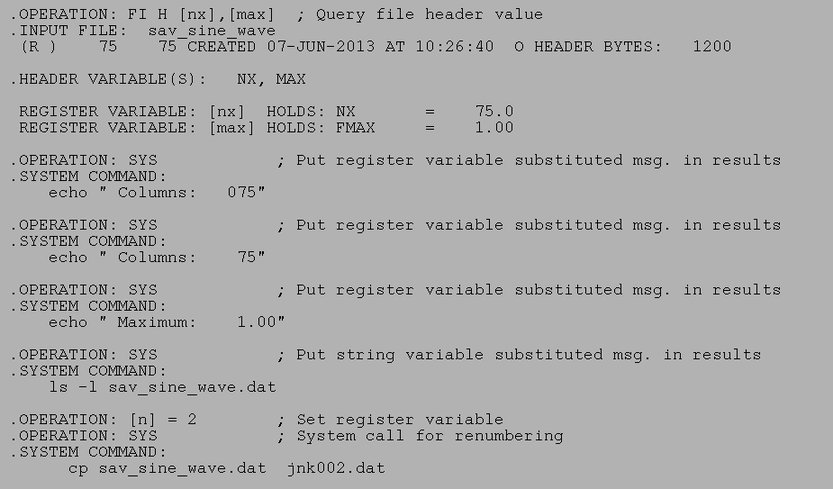 .OPERATION: FI H [nx],[max]  ; Query file header value
.INPUT FILE:  sav_sine_wave
 (R )    75    75 CREATED 07-JUN-2013 AT 10:26:40  O HEADER BYTES:   1200
.HEADER VARIABLE(S):   NX, MAX
 REGISTER VARIABLE: [nx]  HOLDS: NX       =    75.0
 REGISTER VARIABLE: [max] HOLDS: FMAX     =    1.00
.OPERATION: SYS            ; Put register variable substituted msg. in results
.SYSTEM COMMAND:
    echo " Columns:   075"
.OPERATION: SYS            ; Put register variable substituted msg. in results
.SYSTEM COMMAND:
    echo " Columns:    75"
.OPERATION: SYS            ; Put register variable substituted msg. in results
.SYSTEM COMMAND:
    echo " Maximum:    1.00"
.OPERATION: SYS            ; Put string variable substituted msg. in results
.SYSTEM COMMAND:
    ls -l sav_sine_wave.dat
.OPERATION: [n] = 2        ; Set register variable
.OPERATION: SYS            ; System call for renumbering
.SYSTEM COMMAND:
      cp sav_sine_wave.dat  jnk002.dat